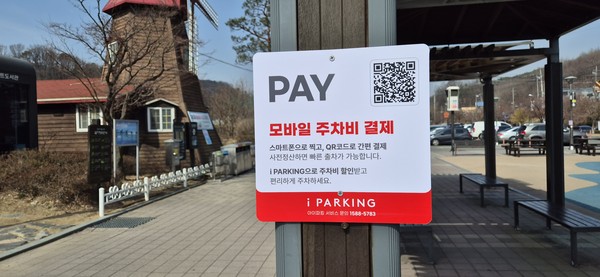 PAY
모바일 주차비 결제
스마트폰으로 찍고, QR코드로 간편 결제
사전정산하면 빠른 출차가 가능합니다.
i PARKING으로 주차비 할인받고
편리하게 주차하세요.
i PARKING
아이파킹 서비스 문의 1588-5783